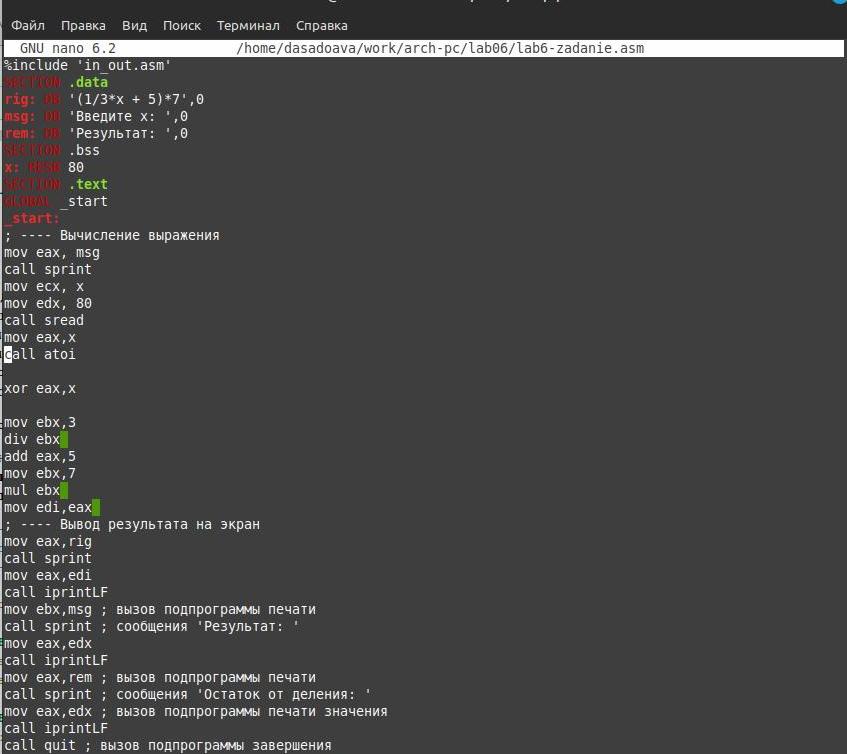 Файл Правка Вид Поиск Терминал Справка
GNU nano 6.2 /home/dasadoava/work/arch-pc/lab06/lab6-zadanie.asm
%include 'in_out.asm'
SECTION .data
rig: DB '(1/3*x + 5)*7',0
msg: DB 'Введите x: ',0
rem: DB 'Результат: ',0
SECTION .bss
x: RESB 80
SECTION .text
GLOBAL _start
_start:
; ---- Вычисление выражения
mov eax, msg
call sprint
mov ecx, x
mov edx, 80
call sread
mov eax,x
call atoi
xor eax,x
mov ebx,3
div ebx
add eax,5
mov ebx,7
mul ebx
mov edi,eax
; ---- Вывод результата на экран
mov eax,rig
call sprint
mov eax,edi
call iprintLF
mov ebx,msg ; вызов подпрограммы печати
call sprint ; сообщения 'Результат: '
mov eax,edx
call iprintLF
mov eax,rem ; вызов подпрограммы печати
call sprint ; сообщения 'Остаток от деления: '
mov eax,edx ; вызов подпрограммы печати значения
call iprintLF
call quit ; вызов подпрограммы завершения